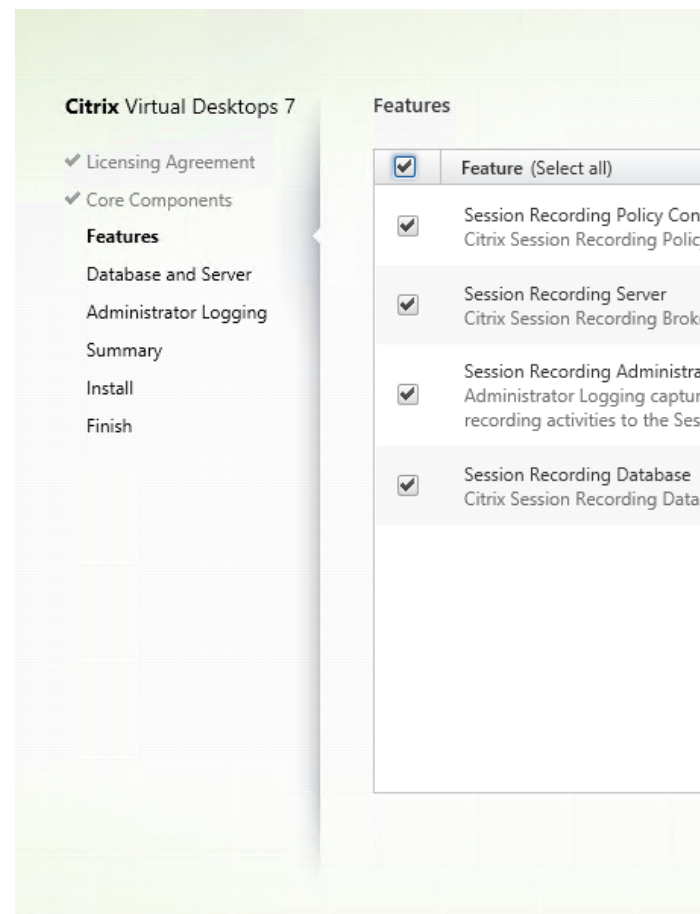 Citrix Virtual Desktops 7
Licensing Agreement
Core Components
Features
Database and Server
Administrator Logging
Summary
Install
Finish
Features
Feature (Select all)
Session Recording Policy Con
Citrix Session Recording Polic
Session Recording Server
Citrix Session Recording Brok
Session Recording Administra
Administrator Logging captur
recording activities to the Ses
Session Recording Database
Citrix Session Recording Data